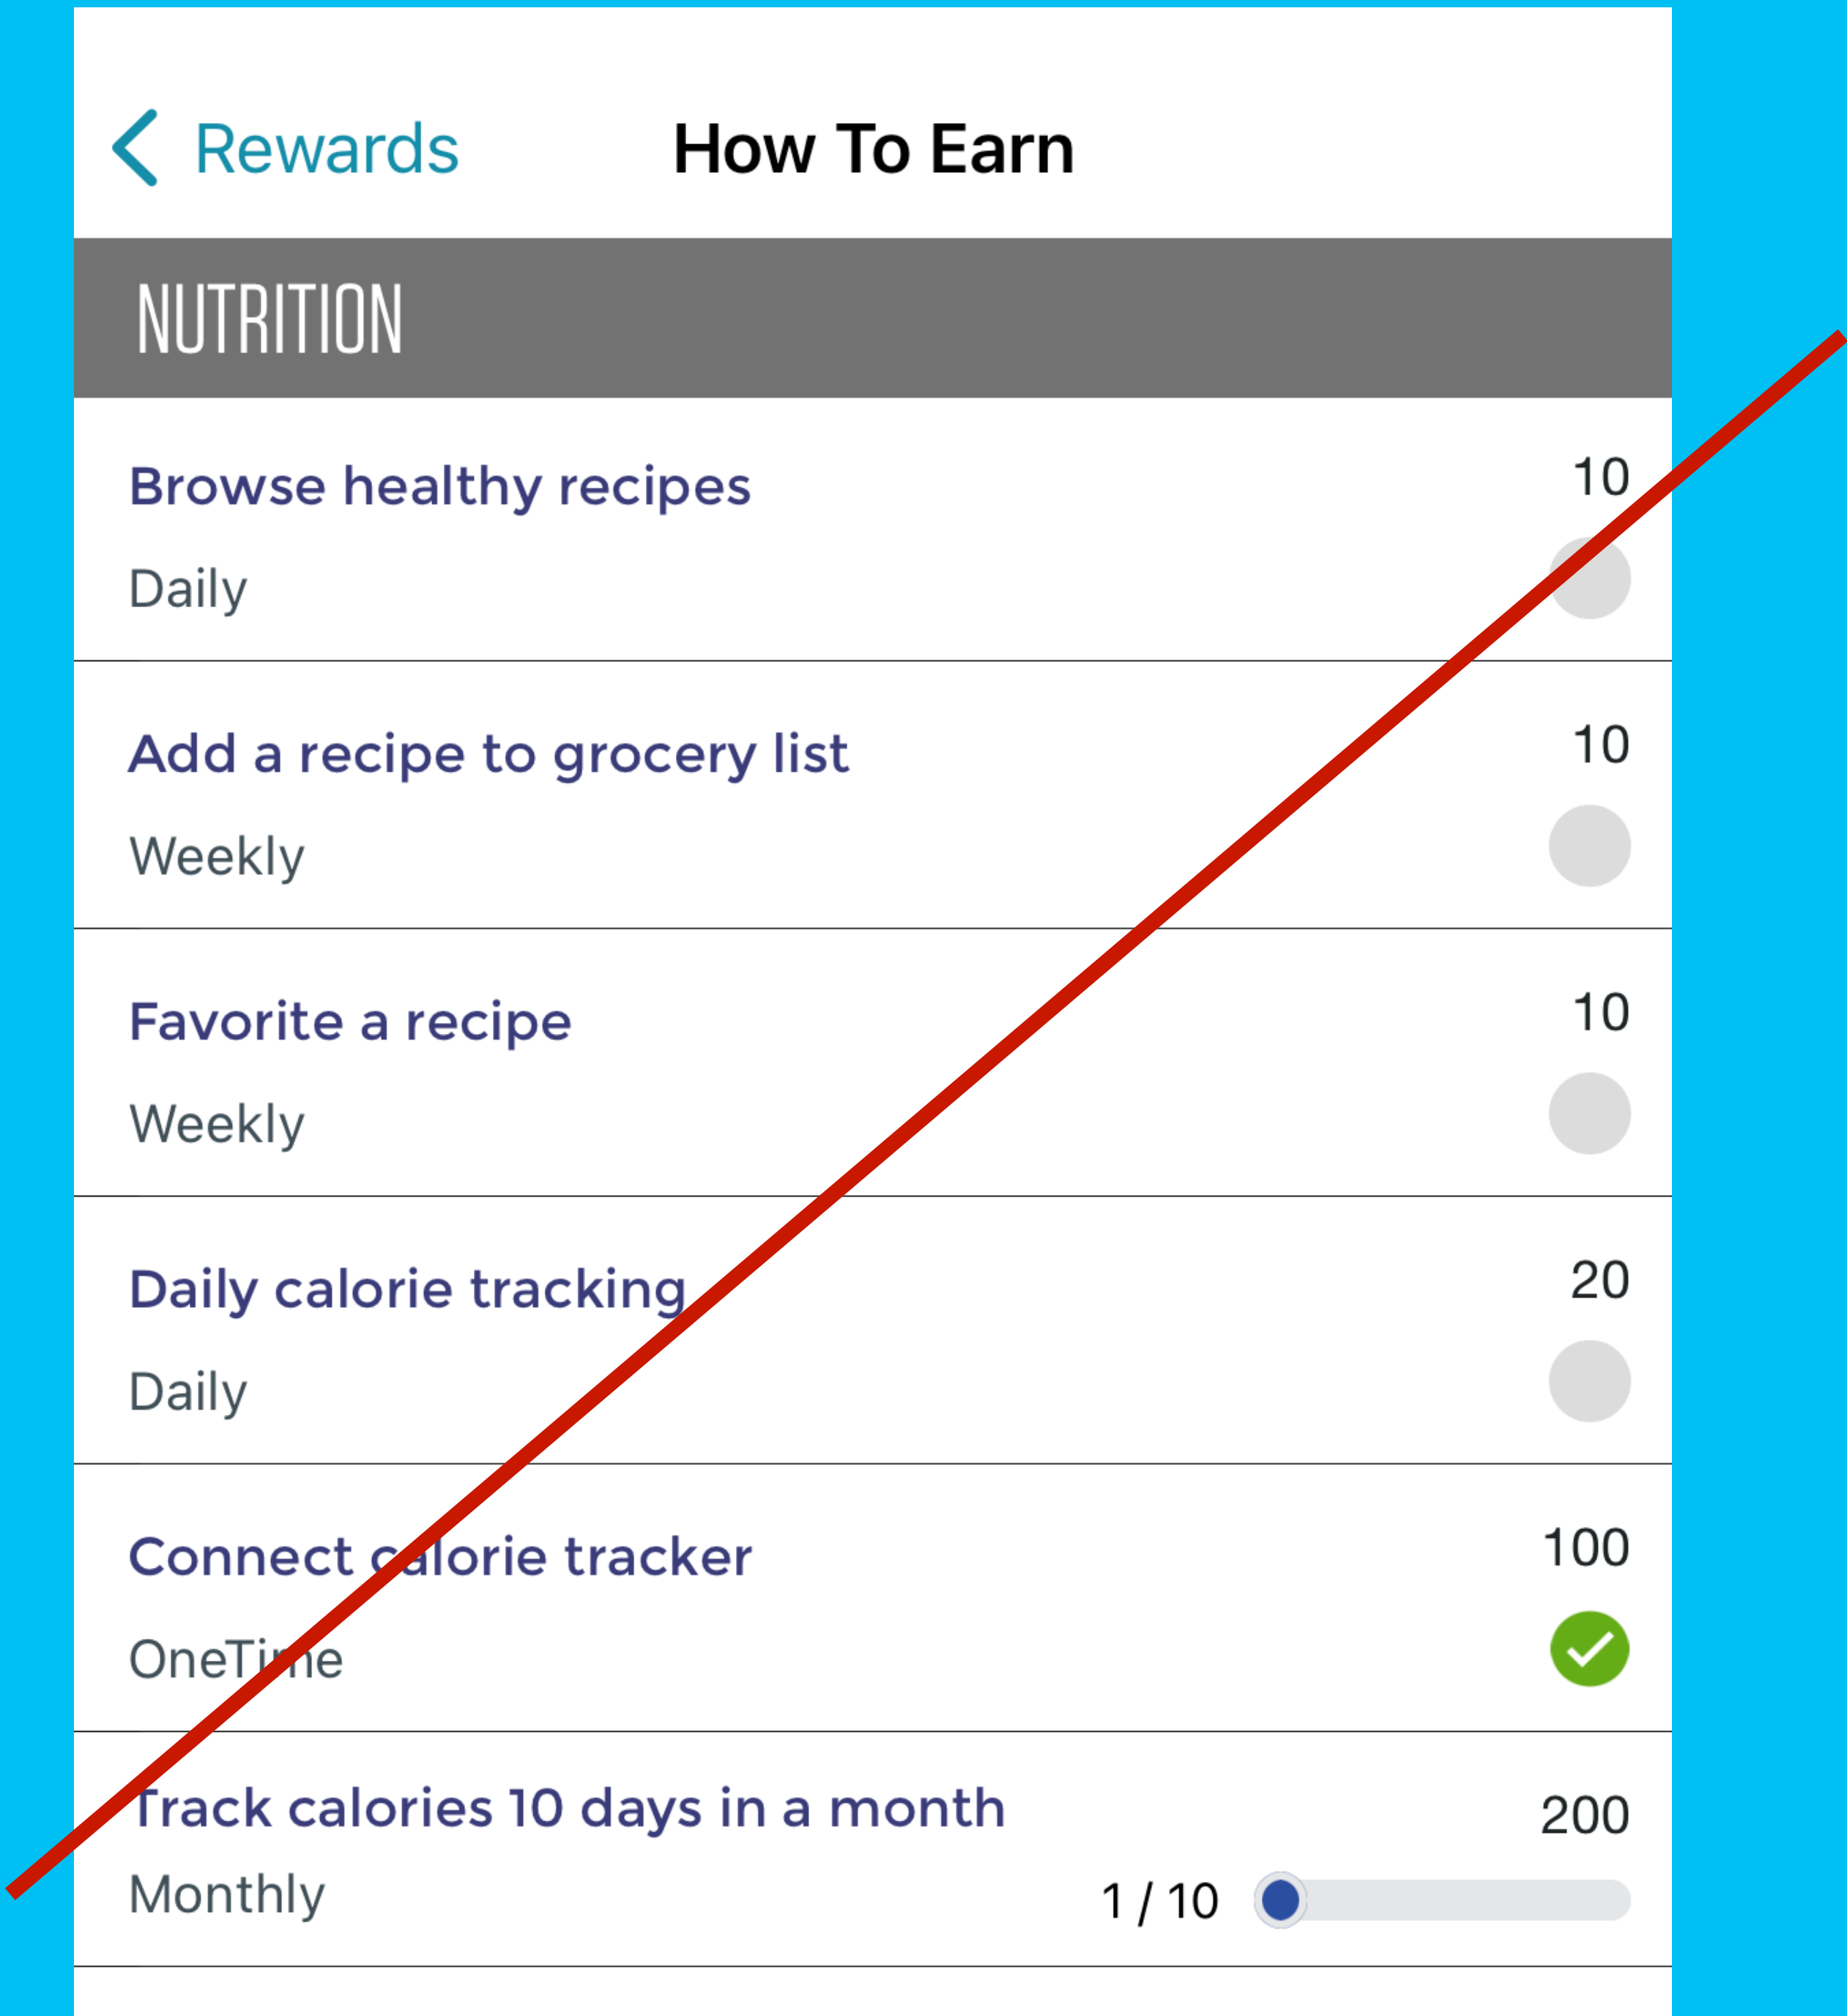 Rewards
How To Earn
NUTRITION
Browse healthy recipes
10
Daily
Add a recipe to grocery list
10
Weekly
Favorite a recipe
10
Weekly
Daily calorie tracking
20
Daily
Connect calorie tracker
100
OneTime
Track calories 10 days in a month
200
Monthly
1 / 10